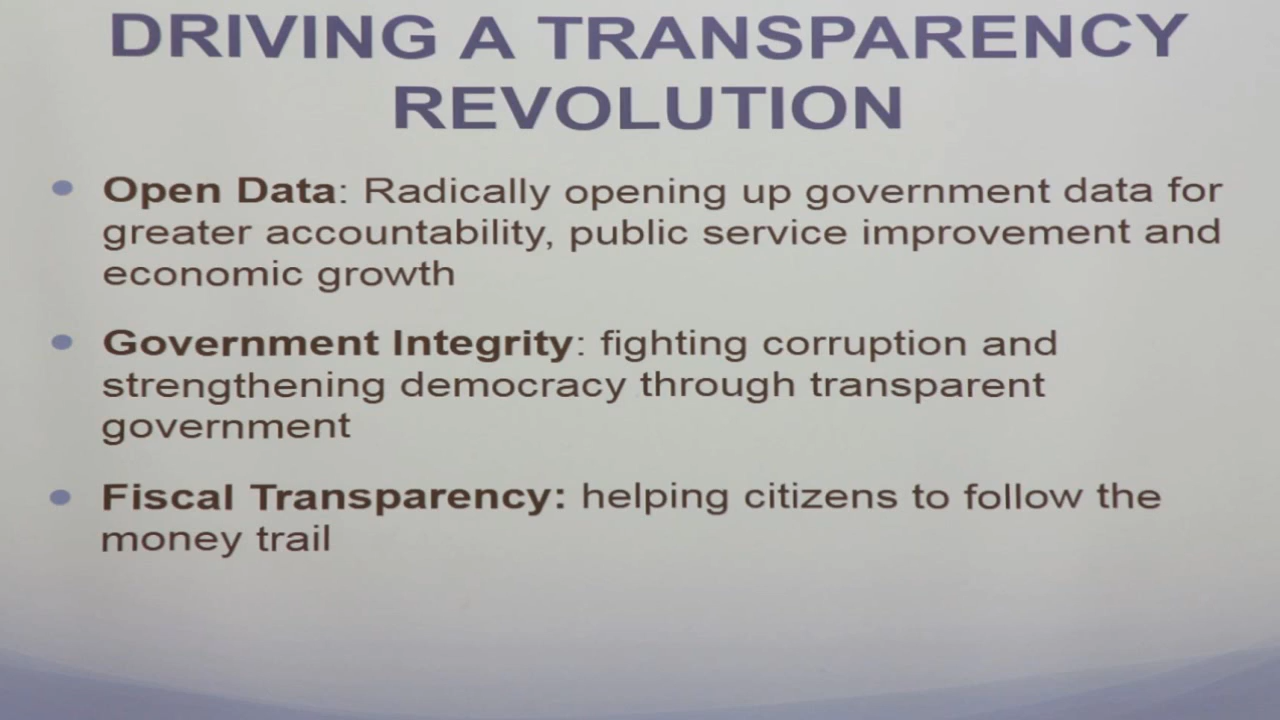 DRIVING A TRANSPARENCY
REVOLUTION
Open Data: Radically opening up government data for
greater accountability, public service improvement and
economic growth
Government Integrity: fighting corruption and
strengthening democracy through transparent
government
Fiscal Transparency: helping citizens to follow the
money trail